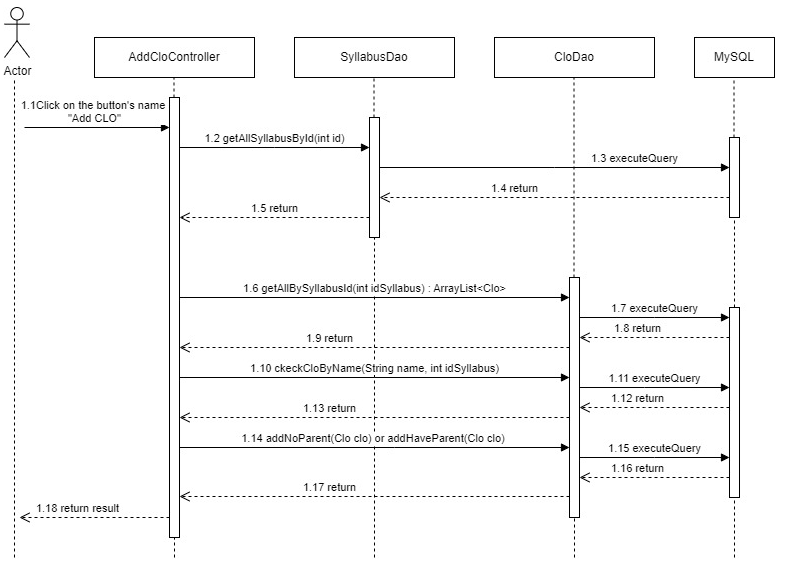 Actor
AddCloController
SyllabusDao
CloDao
MySQL
1.1Click on the button's name
"Add CLO"
1.2 getAllSyllabusById(int id)
1.3 executeQuery
1.4 return
1.5 return
1.6 getAllBySyllabusId(int idSyllabus) : ArrayList<Clo>
1.7 executeQuery
1.8 return
1.9 return
1.10 ckeckCloByName(String name, int idSyllabus)
1.11 executeQuery
1.12 return
1.13 return
1.14 addNoParent(Clo clo) or addHaveParent(Clo clo)
1.15 executeQuery
1.16 return
1.17 return
1.18 return result